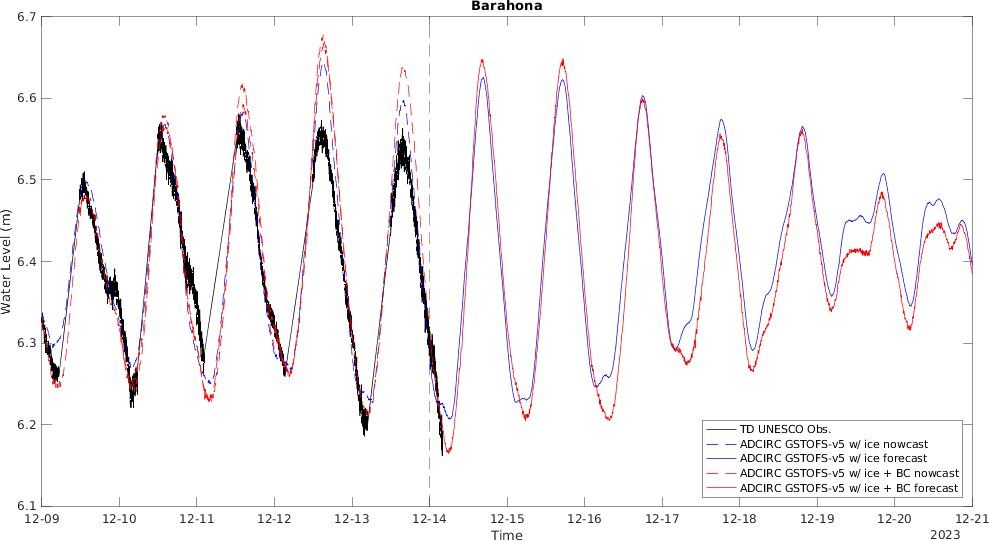 Barahona
6.7
6.6
6.5
6.4
6.3
6.2
6.1
Water Level (m)
12-09 12-10 12-11 12-12 12-13 12-14 12-15 12-16 12-17 12-18 12-19 12-20 12-21
Time
2023
TD UNESCO Obs.
ADCIRC GSTOFS-v5 w/ ice nowcast
ADCIRC GSTOFS-v5 w/ ice forecast
ADCIRC GSTOFS-v5 w/ ice + BC nowcast
ADCIRC GSTOFS-v5 w/ ice + BC forecast